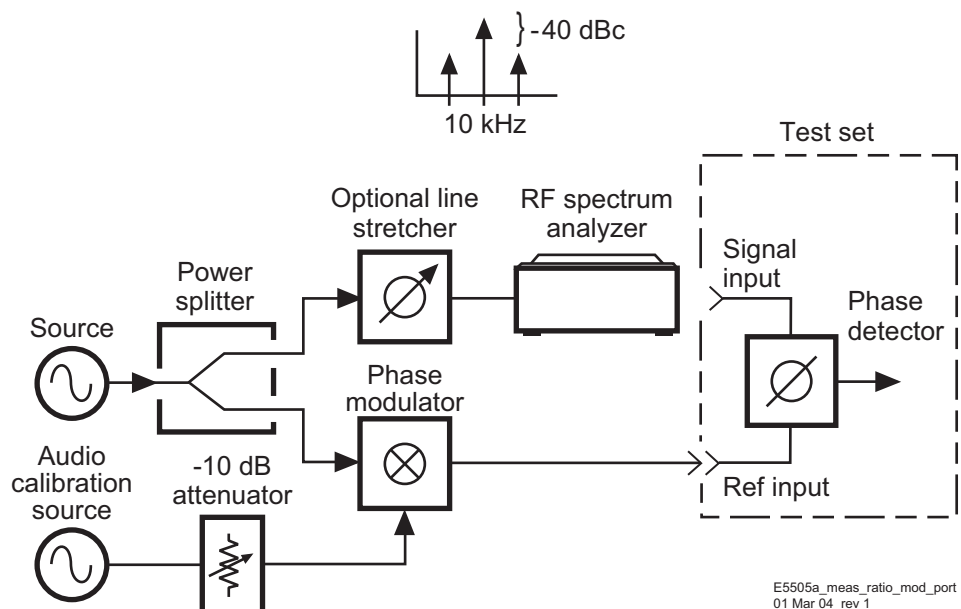 }-40 dBc
10 kHz
Test set
Optional line
stretcher
RF spectrum
analyzer
Signal
input
Power
splitter
Phase
detector
Source
Phase
modulator
Audio
calibration
source
-10 dB
attenuator
Ref input
E5505a_meas_ratio_mod_port
01 Mar 04 rev 1